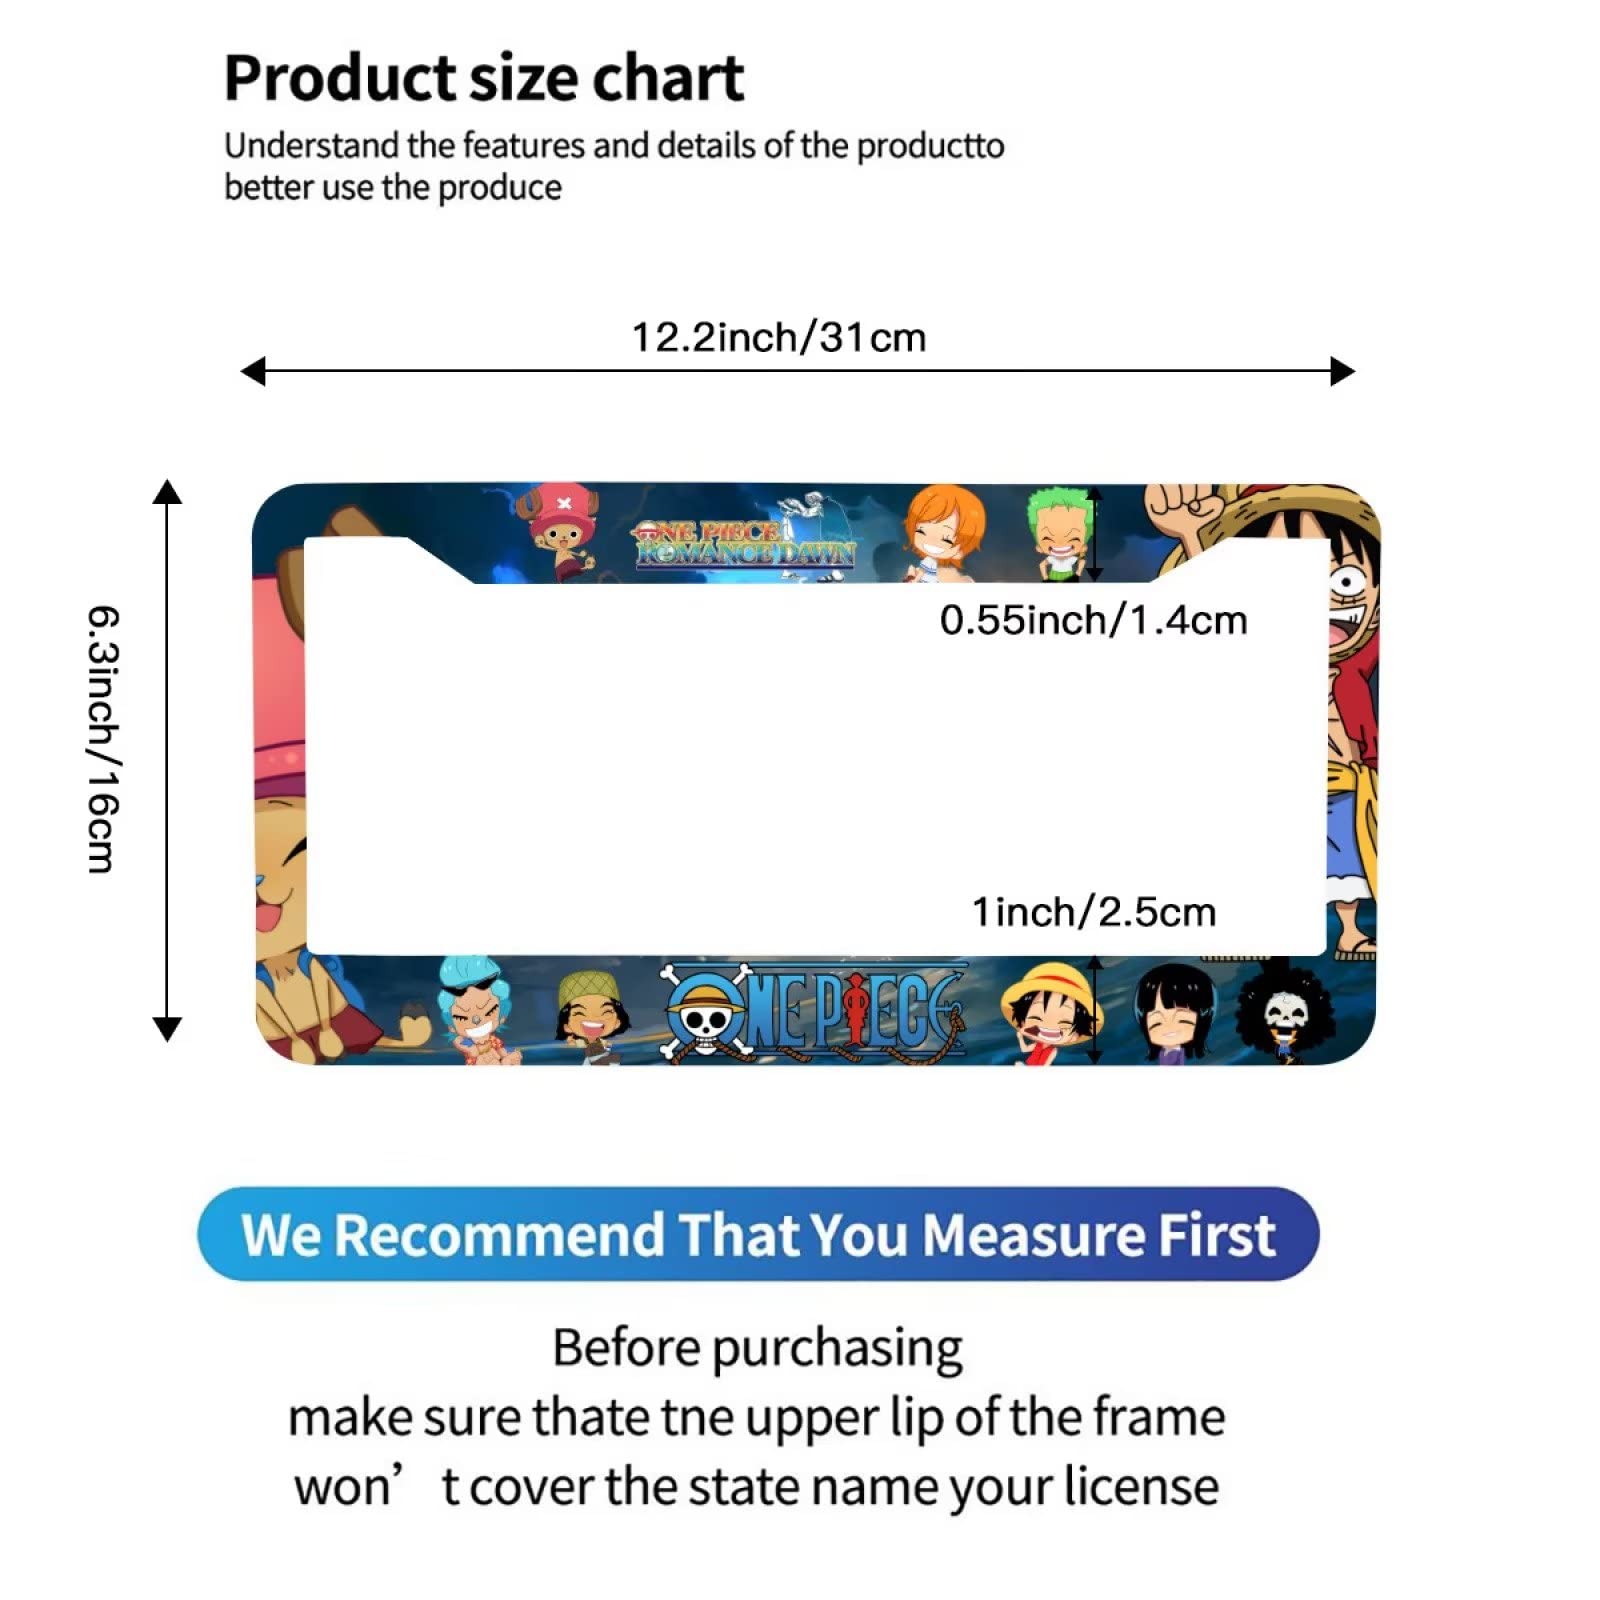 Product size chart
Understand the features and details of the productto
better use the produce
12.2inch/31cm
6.3inch/16cm
ONE PIECE
ROMANCE DAWN
0.55inch/1.4cm
1inch/2.5cm
ONE PIECE
We Recommend That You Measure First
Before purchasing
make sure thate tne upper lip of the frame
won’ t cover the state name your license